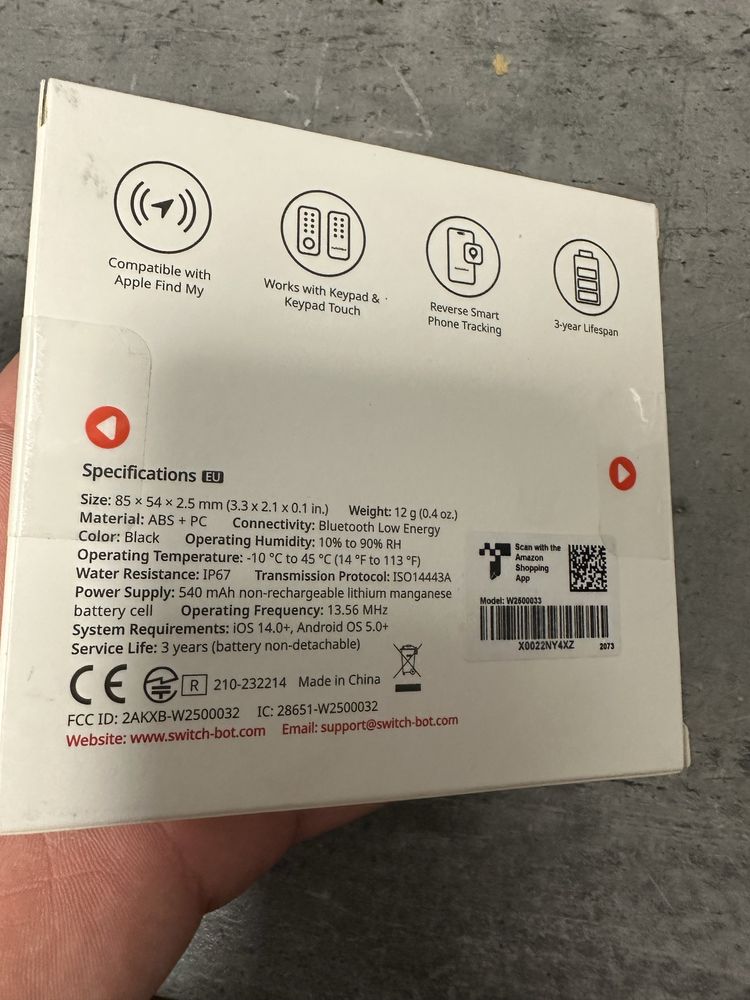 Compatible with
Apple Find My
Works with Keypad &
Keypad Touch
Reverse Smart
Phone Tracking
3-year Lifespan
Specifications EU
Size: 85 × 54 × 2.5 mm (3.3 x 2.1 x 0.1 in.) Weight: 12 g (0.4 oz.)
Material: ABS + PC Connectivity: Bluetooth Low Energy
Color: Black Operating Humidity: 10% to 90% RH
Operating Temperature: -10 °C to 45 °C (14 °F to 113 °F)
Water Resistance: IP67 Transmission Protocol: ISO14443A
Power Supply: 540 mAh non-rechargeable lithium manganese
battery cell Operating Frequency: 13.56 MHz
System Requirements: iOS 14.0+, Android OS 5.0+
Service Life: 3 years (battery non-detachable)
CE R 210-232214 Made in China
FCC ID: 2AKXB-W2500032 IC: 28651-W2500032
Website: www.switch-bot.com Email: support@switch-bot.com
Scan with the
Amazon
Shopping
App
Model: W2500033
X0022NY4XZ 2073